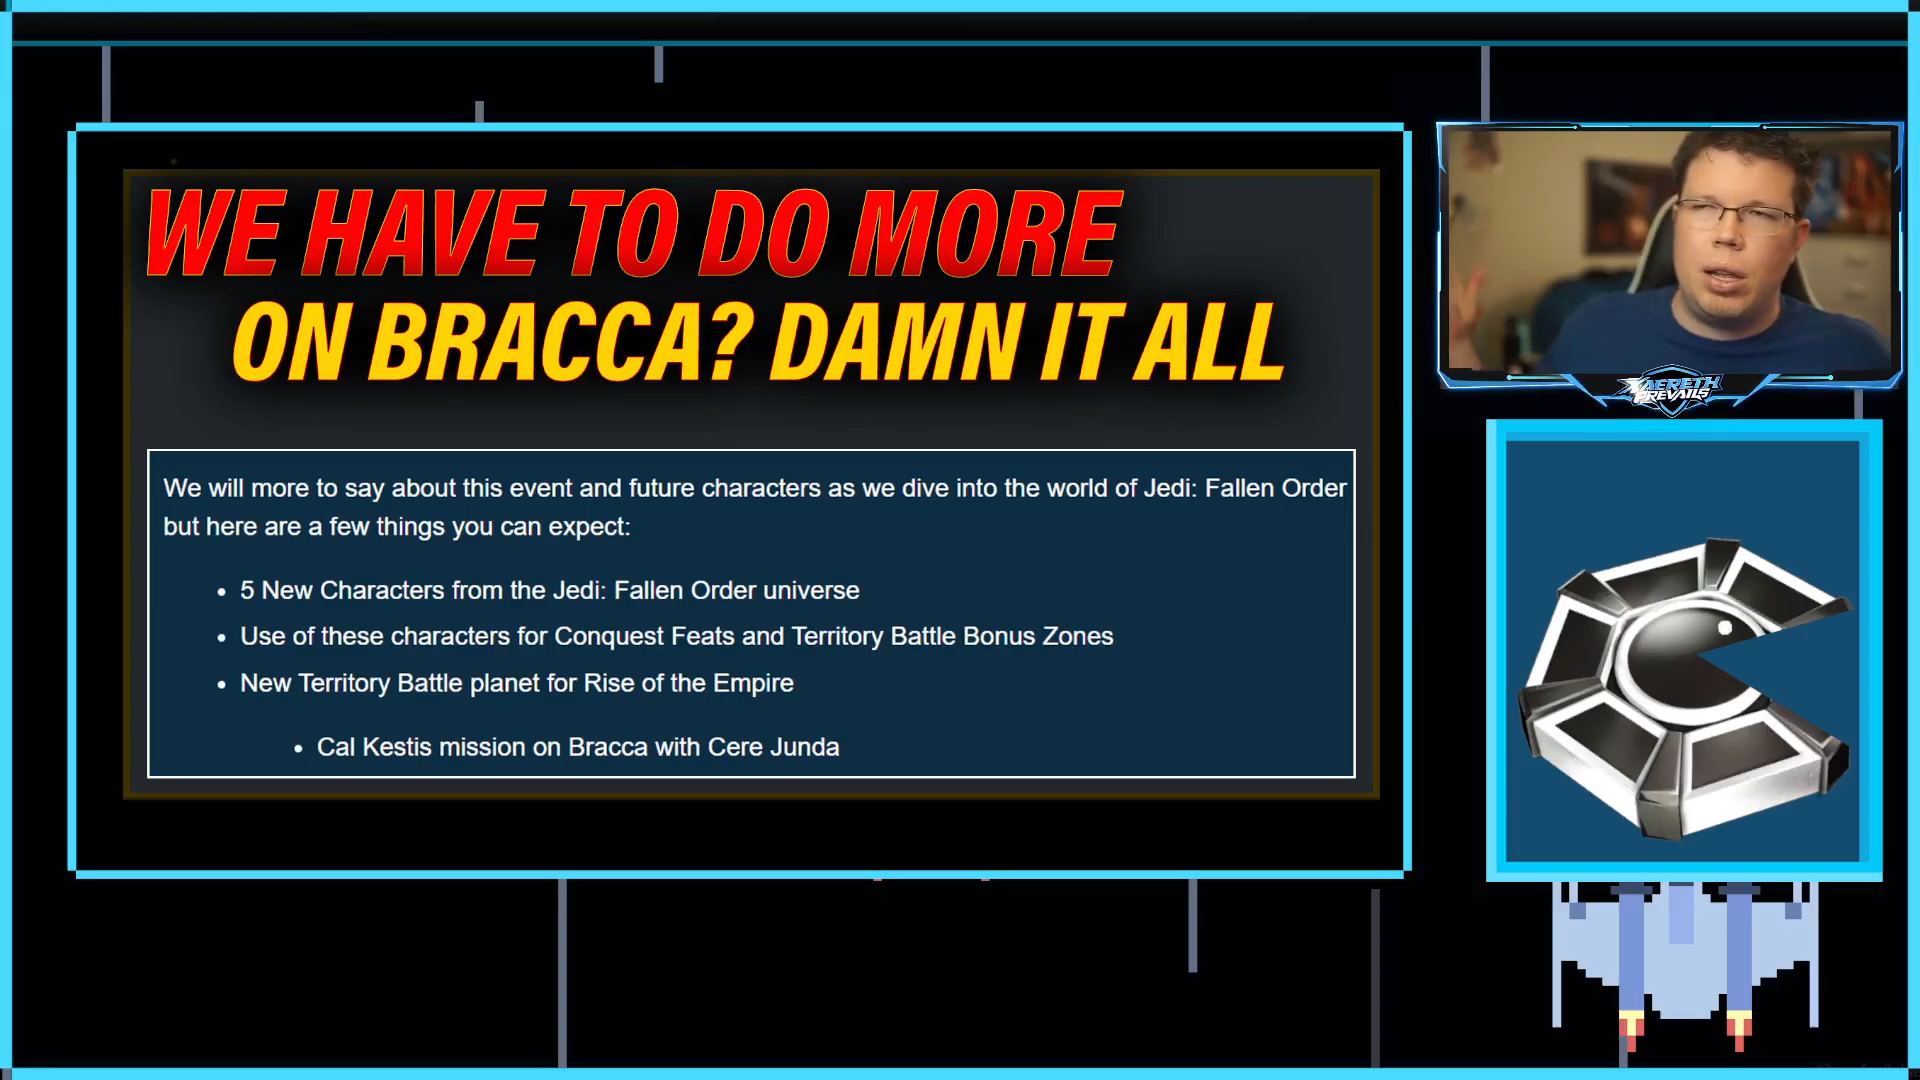 WE HAVE TO DO MORE
ON BRACCA? DAMN IT ALL
We will more to say about this event and future characters as we dive into the world of Jedi: Fallen Order
but here are a few things you can expect:
• 5 New Characters from the Jedi: Fallen Order universe
• Use of these characters for Conquest Feats and Territory Battle Bonus Zones
• New Territory Battle planet for Rise of the Empire
• Cal Kestis mission on Bracca with Cere Junda
XAERETH
PREVAILS